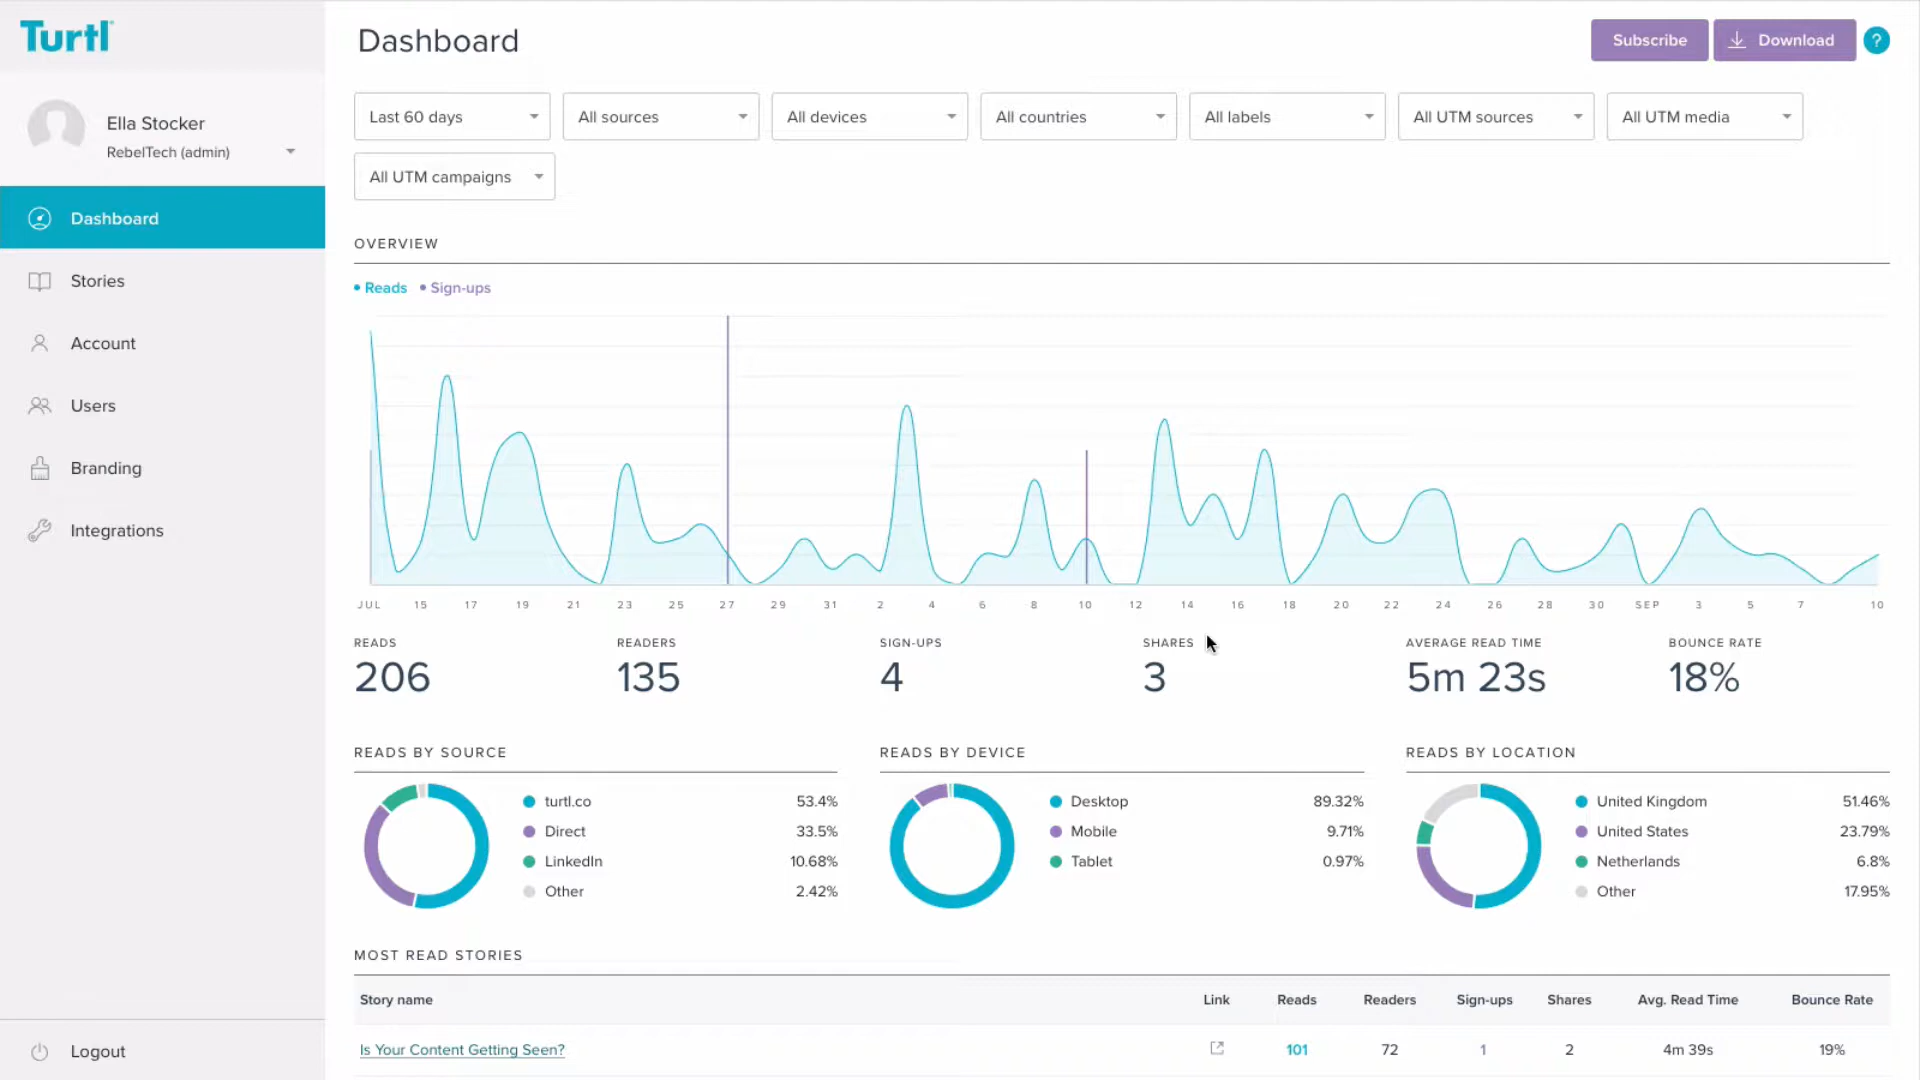 Turtl
Ella Stocker
RebelTech (admin)
Dashboard
Stories
Account
Users
Branding
Integrations
Logout
Dashboard
Subscribe
Download
?
Last 60 days
All sources
All devices
All countries
All labels
All UTM sources
All UTM media
All UTM campaigns
OVERVIEW
Reads Sign-ups
JUL 15 17 19 21 23 25 27 29 31 2 4 6 8 10 12 14 16 18 20 22 24 26 28 30 SEP 3 5 7 10
READS
206
READERS
135
SIGN-UPS
4
SHARES
3
AVERAGE READ TIME
5m 23s
BOUNCE RATE
18%
READS BY SOURCE
turtl.co 53.4%
Direct 33.5%
LinkedIn 10.68%
Other 2.42%
READS BY DEVICE
Desktop 89.32%
Mobile 9.71%
Tablet 0.97%
READS BY LOCATION
United Kingdom 51.46%
United States 23.79%
Netherlands 6.8%
Other 17.95%
MOST READ STORIES
Story name Link Reads Readers Sign-ups Shares Avg. Read Time Bounce Rate
Is Your Content Getting Seen? 101 72 1 2 4m 39s 19%